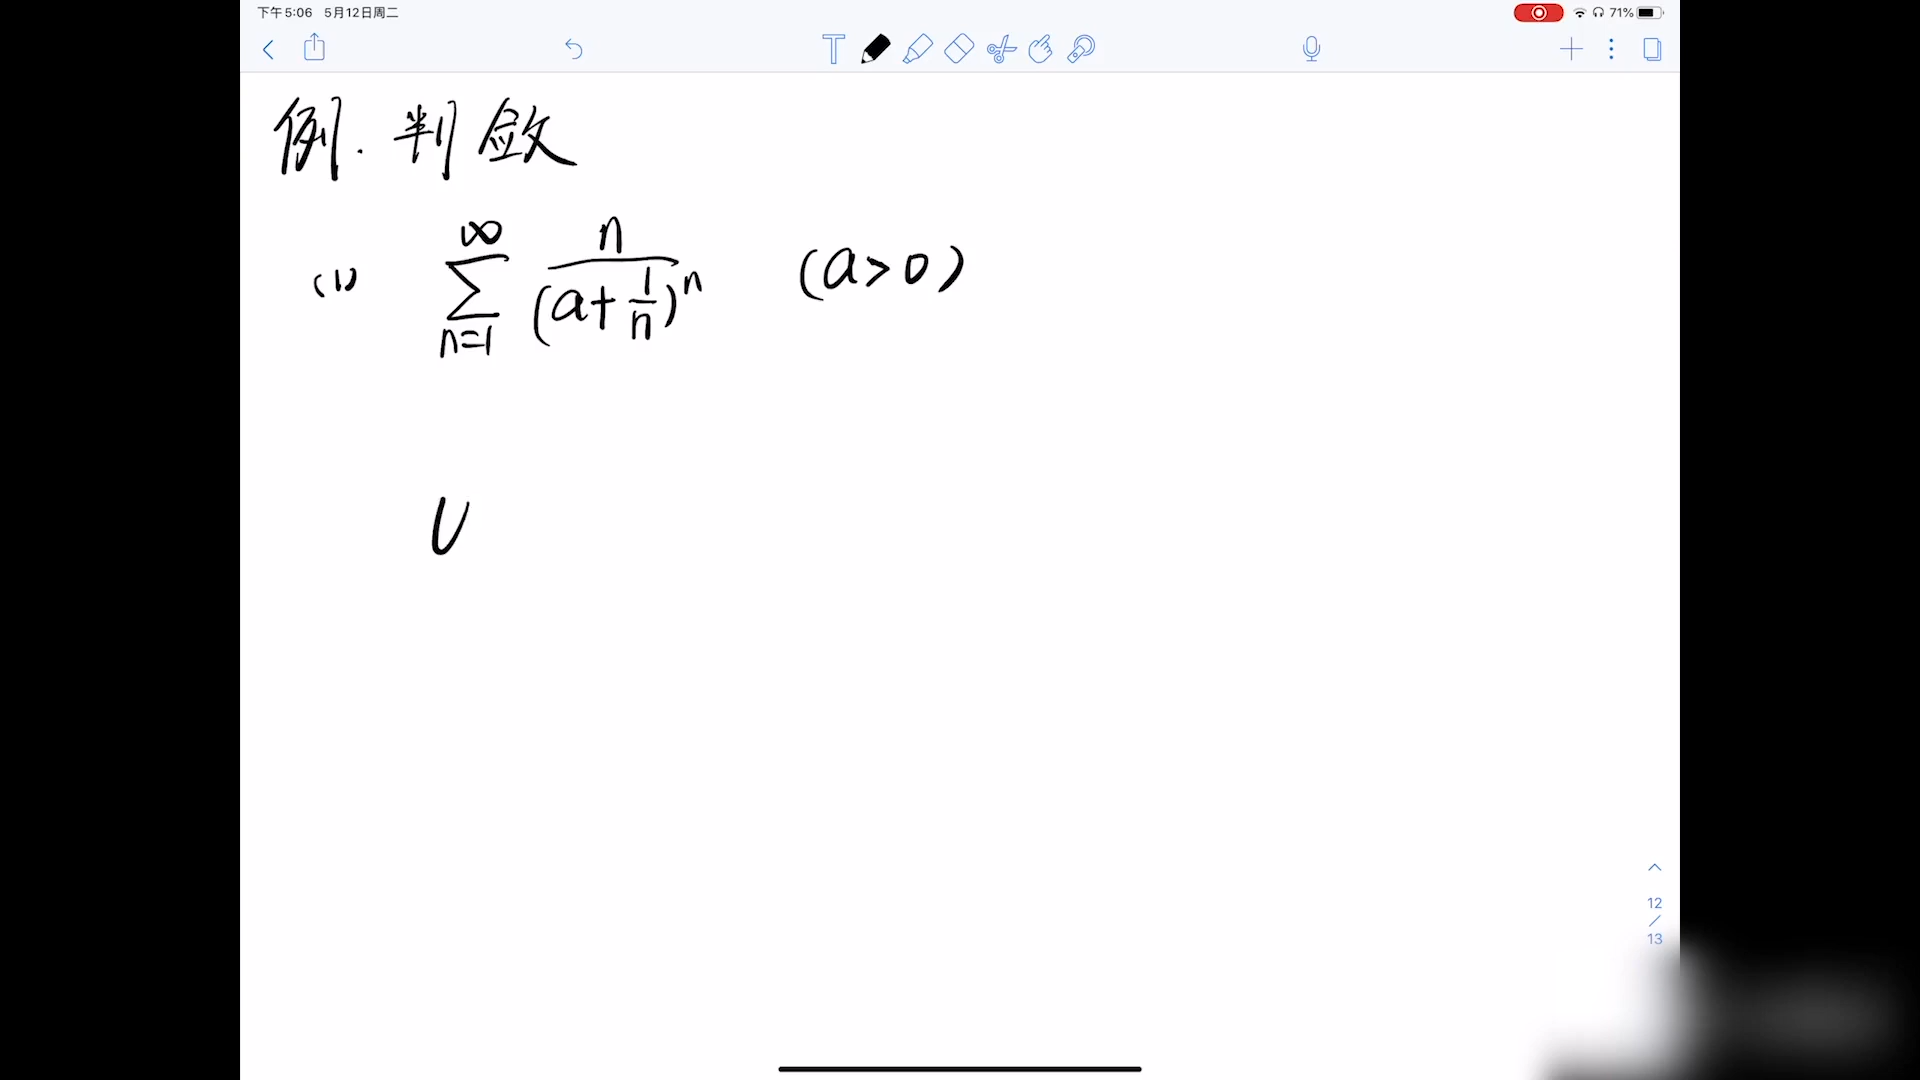 下午5:06 5月12日周二 71%
例. 判敛
(1) ∞ ∑ n=1 n / (a + 1/n)^n (a > 0)
U
12
/
13